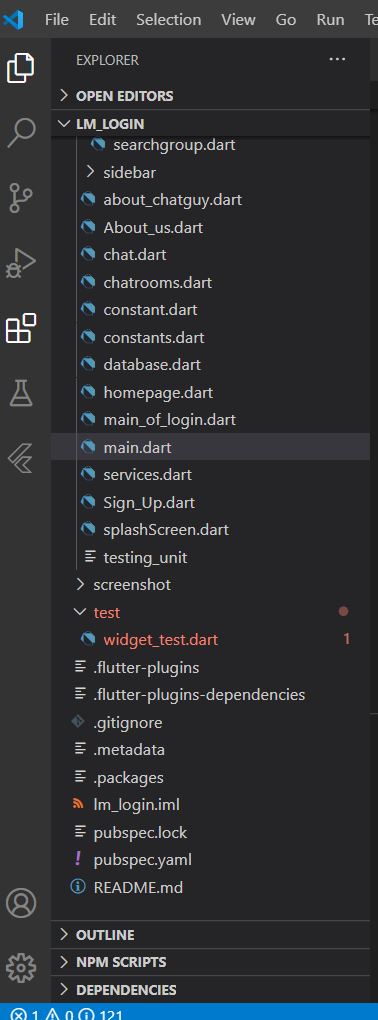 File Edit Selection View Go Run Te
EXPLORER
OPEN EDITORS
LM_LOGIN
searchgroup.dart
sidebar
about_chatguy.dart
About_us.dart
chat.dart
chatrooms.dart
constant.dart
constants.dart
database.dart
homepage.dart
main_of_login.dart
main.dart
services.dart
Sign_Up.dart
splashScreen.dart
testing_unit
screenshot
test
widget_test.dart 1
.flutter-plugins
.flutter-plugins-dependencies
.gitignore
.metadata
.packages
lm_login.iml
pubspec.lock
pubspec.yaml
README.md
OUTLINE
NPM SCRIPTS
DEPENDENCIES
1 0 121